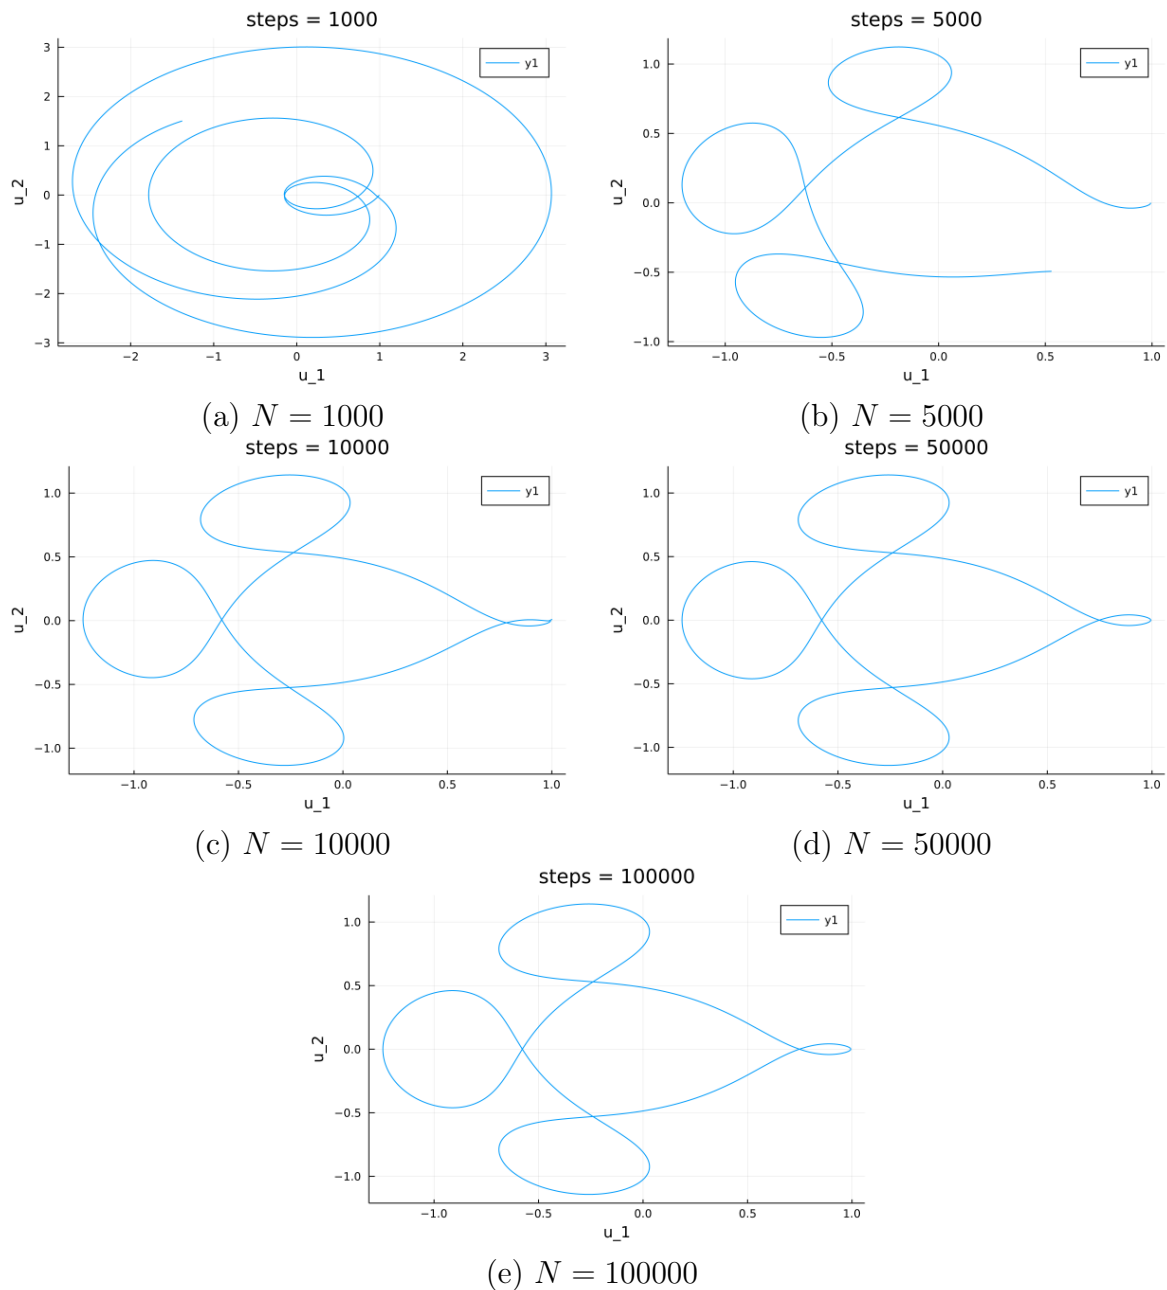 steps = 1000
y1
u_2
3
2
1
0
−1
−2
−3
−2
−1
0
1
2
3
u_1
(a) N = 1000
steps = 5000
y1
u_2
1.0
0.5
0.0
−0.5
−1.0
−1.0
−0.5
0.0
0.5
1.0
u_1
(b) N = 5000
steps = 10000
y1
u_2
1.0
0.5
0.0
−0.5
−1.0
−1.0
−0.5
0.0
0.5
1.0
u_1
(c) N = 10000
steps = 50000
y1
u_2
1.0
0.5
0.0
−0.5
−1.0
−1.0
−0.5
0.0
0.5
1.0
u_1
(d) N = 50000
steps = 100000
y1
u_2
1.0
0.5
0.0
−0.5
−1.0
−1.0
−0.5
0.0
0.5
1.0
u_1
(e) N = 100000